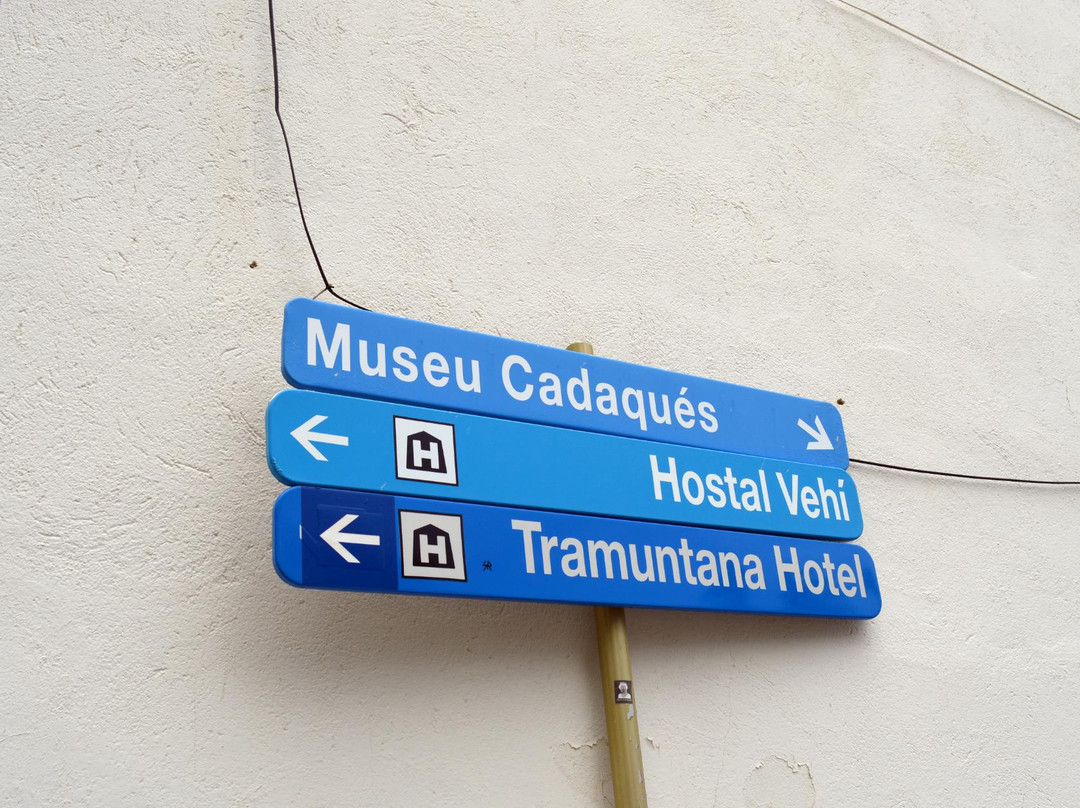 Museu Cadaqués
H Hostal Vehí
H Tramuntana Hotel